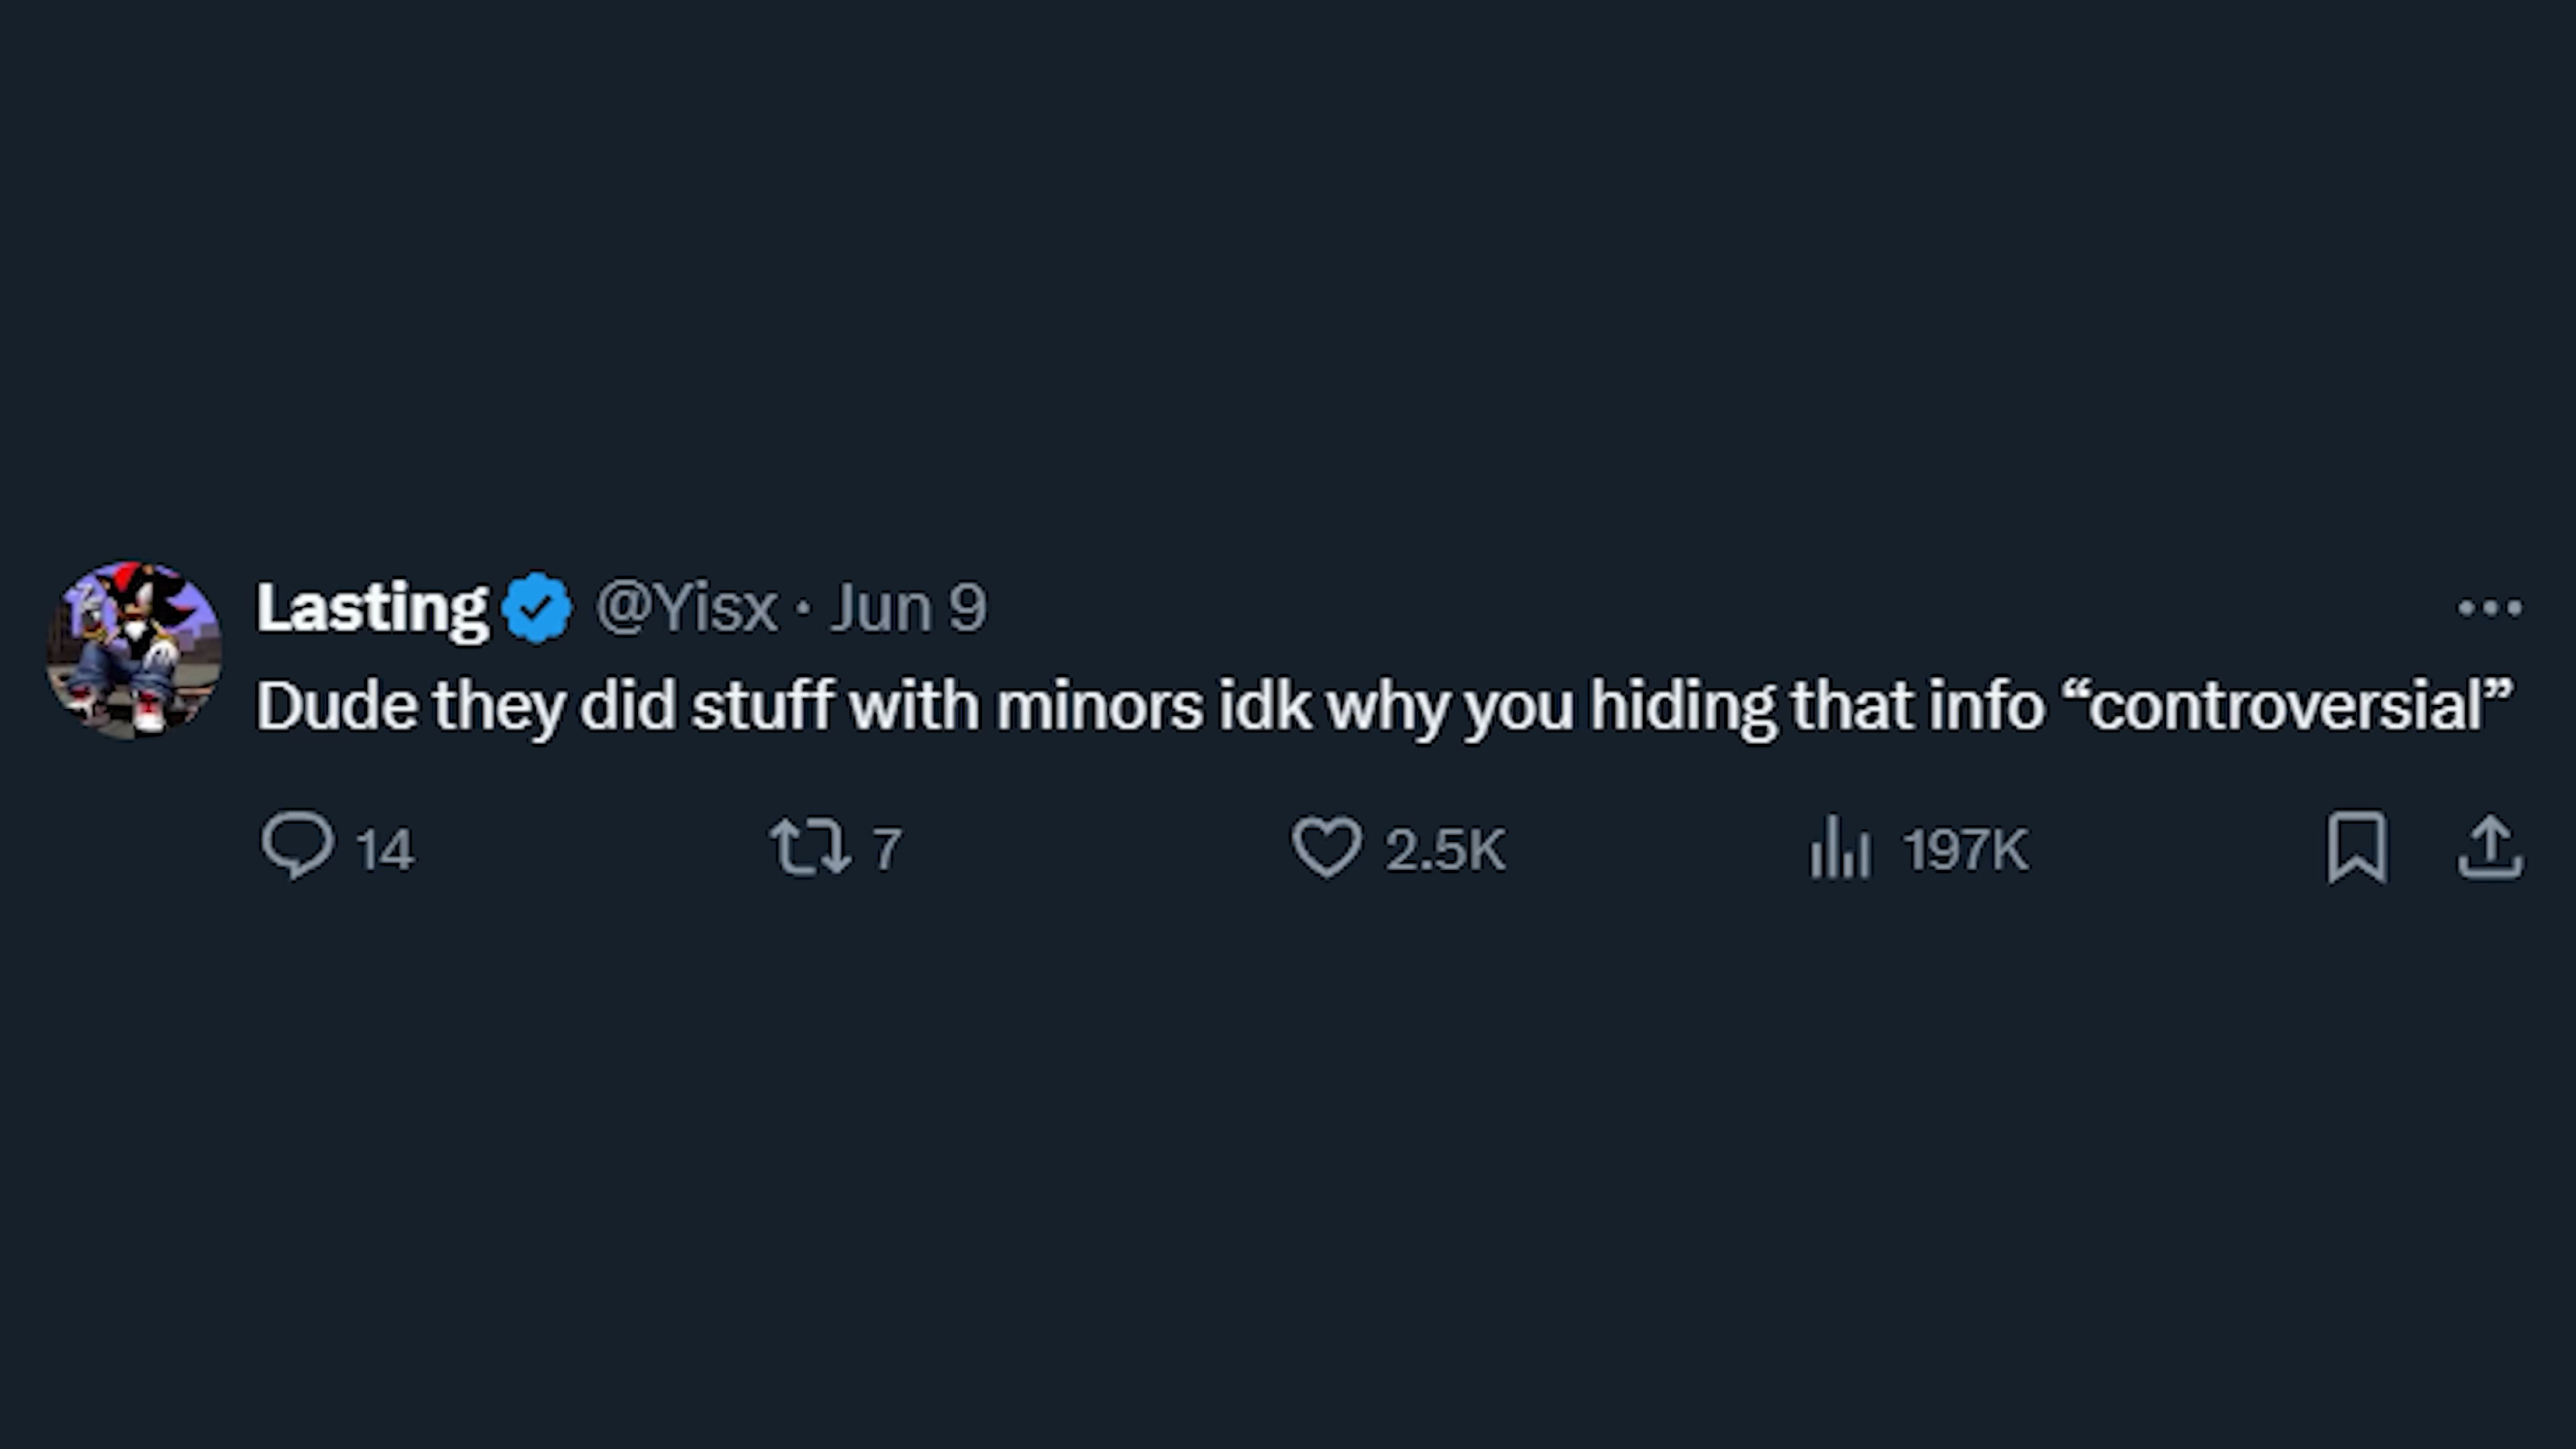 Lasting @Yisx · Jun 9
Dude they did stuff with minors idk why you hiding that info “controversial”
14 7 2.5K 197K